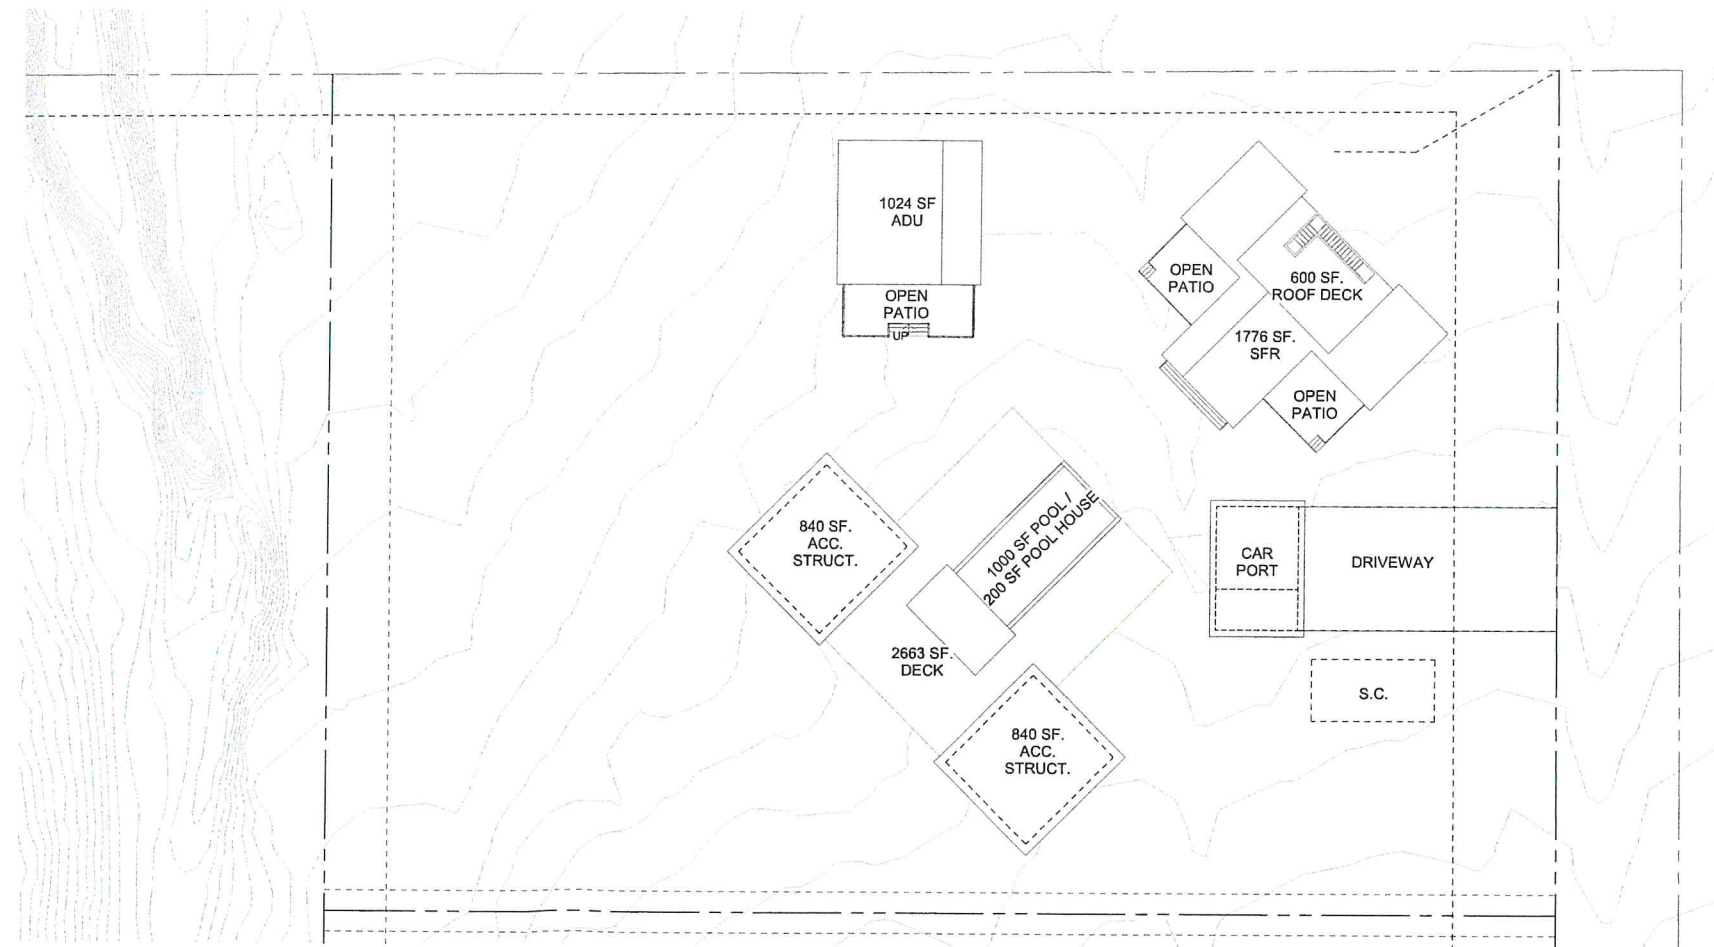 1024 SF
ADU
OPEN
PATIO
UP
OPEN
PATIO
600 SF.
ROOF DECK
1776 SF.
SFR
OPEN
PATIO
840 SF.
ACC.
STRUCT.
1000 SF POOL /
200 SF POOL HOUSE
CAR
PORT
DRIVEWAY
2663 SF.
DECK
S.C.
840 SF.
ACC.
STRUCT.